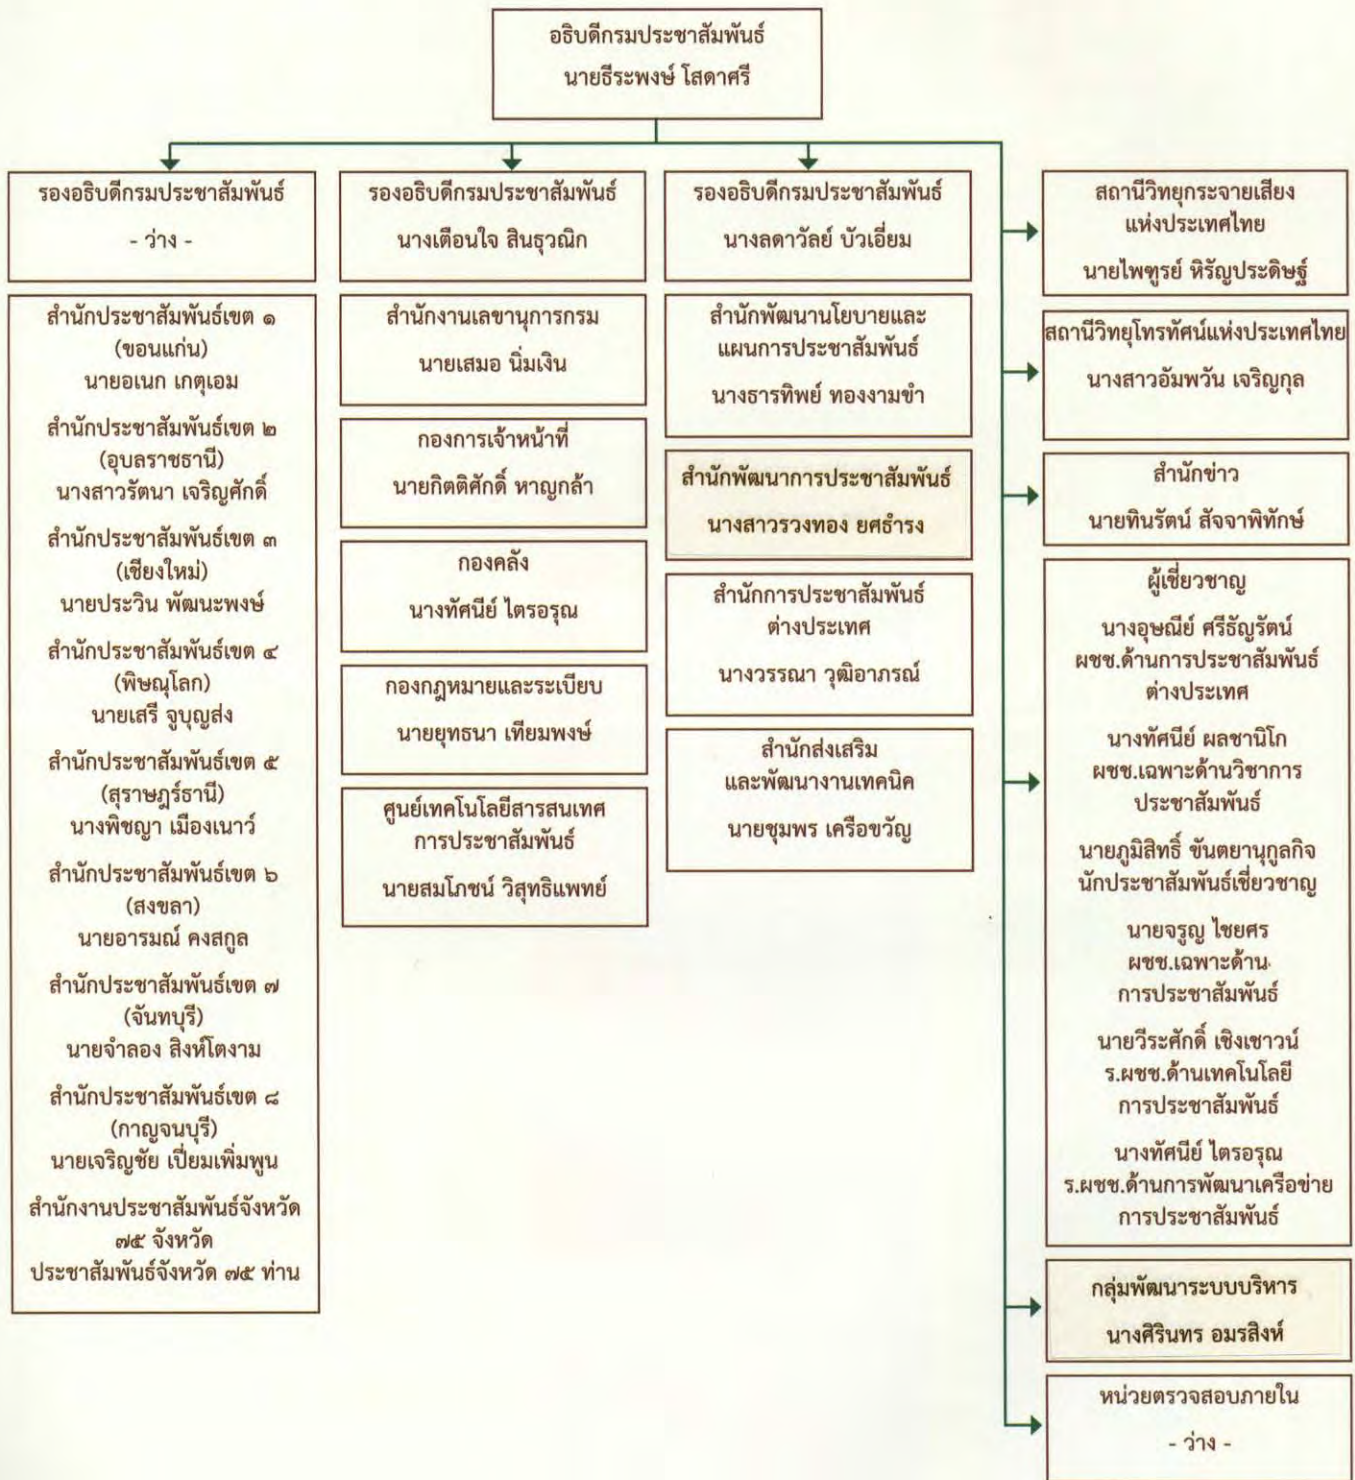 อธิบดีกรมประชาสัมพันธ์
นายธีระพงษ์ โสดาศรี
รองอธิบดีกรมประชาสัมพันธ์
- ว่าง -
สำนักประชาสัมพันธ์เขต ๑
(ขอนแก่น)
นายอเนก เกตุเอม
สำนักประชาสัมพันธ์เขต ๒
(อุบลราชธานี)
นางสาวรัตนา เจริญศักดิ์
สำนักประชาสัมพันธ์เขต ๓
(เชียงใหม่)
นายประวิน พัฒนะพงษ์
สำนักประชาสัมพันธ์เขต ๔
(พิษณุโลก)
นายเสรี จูบุญส่ง
สำนักประชาสัมพันธ์เขต ๕
(สุราษฎร์ธานี)
นางพิชญา เมืองเนาว์
สำนักประชาสัมพันธ์เขต ๖
(สงขลา)
นายอารมณ์ คงสกูล
สำนักประชาสัมพันธ์เขต ๗
(จันทบุรี)
นายจำลอง สิงห์โตงาม
สำนักประชาสัมพันธ์เขต ๘
(กาญจนบุรี)
นายเจริญชัย เปี่ยมเพิ่มพูน
สำนักงานประชาสัมพันธ์จังหวัด
๗๕ จังหวัด
ประชาสัมพันธ์จังหวัด ๗๕ ท่าน
รองอธิบดีกรมประชาสัมพันธ์
นางเตือนใจ สินธุวณิก
สำนักงานเลขานุการกรม
นายเสมอ นิ่มเงิน
กองการเจ้าหน้าที่
นายกิตติศักดิ์ หาญกล้า
กองคลัง
นางทัศนีย์ ไตรอรุณ
กองกฎหมายและระเบียบ
นายยุทธนา เทียมพงษ์
ศูนย์เทคโนโลยีสารสนเทศ
การประชาสัมพันธ์
นายสมโภชน์ วิสุทธิแพทย์
รองอธิบดีกรมประชาสัมพันธ์
นางลดาวัลย์ บัวเอี่ยม
สำนักพัฒนานโยบายและ
แผนการประชาสัมพันธ์
นางธารทิพย์ ทองงามขำ
สำนักพัฒนาการประชาสัมพันธ์
นางสาวรวงทอง ยศธำรง
สำนักการประชาสัมพันธ์
ต่างประเทศ
นางวรรณา วุฒิอาภรณ์
สำนักส่งเสริม
และพัฒนางานเทคนิค
นายชุมพร เครือขวัญ
สถานีวิทยุกระจายเสียง
แห่งประเทศไทย
นายไพฑูรย์ หิรัญประดิษฐ์
สถานีวิทยุโทรทัศน์แห่งประเทศไทย
นางสาวอัมพวัน เจริญกุล
สำนักข่าว
นายทินรัตน์ สัจจาพิทักษ์
ผู้เชี่ยวชาญ
นางอุษณีย์ ศรีธัญรัตน์
ผชช.ด้านการประชาสัมพันธ์
ต่างประเทศ
นางทัศนีย์ ผลชานิโก
ผชช.เฉพาะด้านวิชาการ
ประชาสัมพันธ์
นายภูมิสิทธิ์ ขันตยานุกูลกิจ
นักประชาสัมพันธ์เชี่ยวชาญ
นายจรูญ ไชยศร
ผชช.เฉพาะด้าน
การประชาสัมพันธ์
นายวีระศักดิ์ เชิงเชาวน์
ร.ผชช.ด้านเทคโนโลยี
การประชาสัมพันธ์
นางทัศนีย์ ไตรอรุณ
ร.ผชช.ด้านการพัฒนาเครือข่าย
การประชาสัมพันธ์
กลุ่มพัฒนาระบบบริหาร
นางศิรินทร อมรสิงห์
หน่วยตรวจสอบภายใน
- ว่าง -